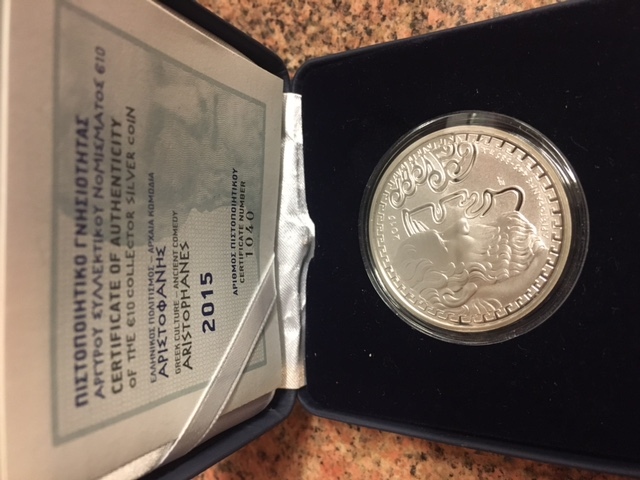 ΠΙΣΤΟΠΟΙΗΤΙΚΟ ΓΝΗΣΙΟΤΗΤΑΣ
ΑΡΓΥΡΟΥ ΣΥΛΛΕΚΤΙΚΟΥ ΝΟΜΙΣΜΑΤΟΣ €10
CERTIFICATE OF AUTHENTICITY
OF THE €10 COLLECTOR SILVER COIN
ΕΛΛΗΝΙΚΟΣ ΠΟΛΙΤΙΣΜΟΣ – ΑΡΧΑΙΑ ΚΩΜΩΔΙΑ
ΑΡΙΣΤΟΦΑΝΗΣ
GREEK CULTURE – ANCIENT COMEDY
ARISTOPHANES
2015
ΑΡΙΘΜΟΣ ΠΙΣΤΟΠΟΙΗΤΙΚΟΥ
CERTIFICATE NUMBER
1040